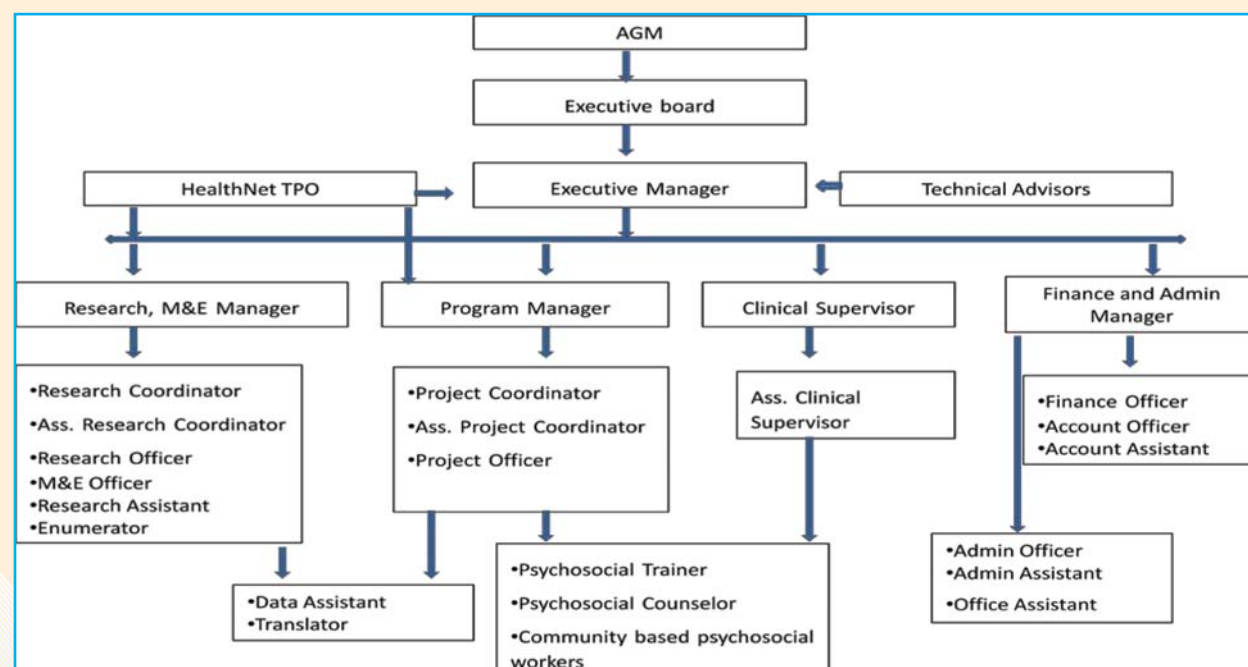 AGM
Executive board
HealthNet TPO
Executive Manager
Technical Advisors
Research, M&E Manager
Program Manager
Clinical Supervisor
Finance and Admin
Manager
•Research Coordinator
•Ass. Research Coordinator
•Research Officer
•M&E Officer
•Research Assistant
•Enumerator
•Project Coordinator
•Ass. Project Coordinator
•Project Officer
Ass. Clinical
Supervisor
•Finance Officer
•Account Officer
•Account Assistant
•Data Assistant
•Translator
•Psychosocial Trainer
•Psychosocial Counselor
•Community based psychosocial
workers
•Admin Officer
•Admin Assistant
•Office Assistant